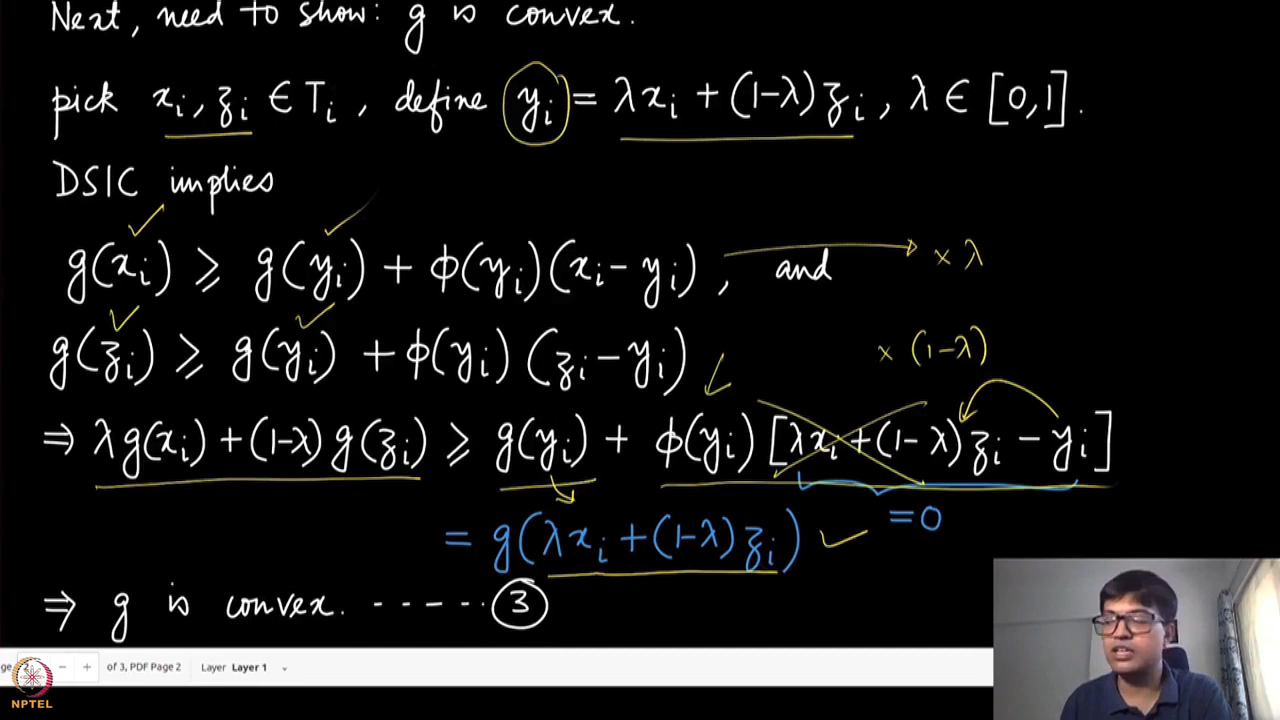 Next, need to show: g is convex.
pick xi, zi ∈ Ti, define yi = λxi + (1-λ)zi, λ ∈ [0,1].
DSIC implies
g(xi) ⩾ g(yi) + ϕ(yi)(xi - yi), and × λ
g(zi) ⩾ g(yi) + ϕ(yi)(zi - yi) × (1-λ)
⇒ λg(xi) + (1-λ)g(zi) ⩾ g(yi) + ϕ(yi)[λxi + (1-λ)zi - yi]
= g(λxi + (1-λ)zi) = 0
⇒ g is convex. ------ 3
of 3, PDF Page 2 Layer Layer 1
NPTEL